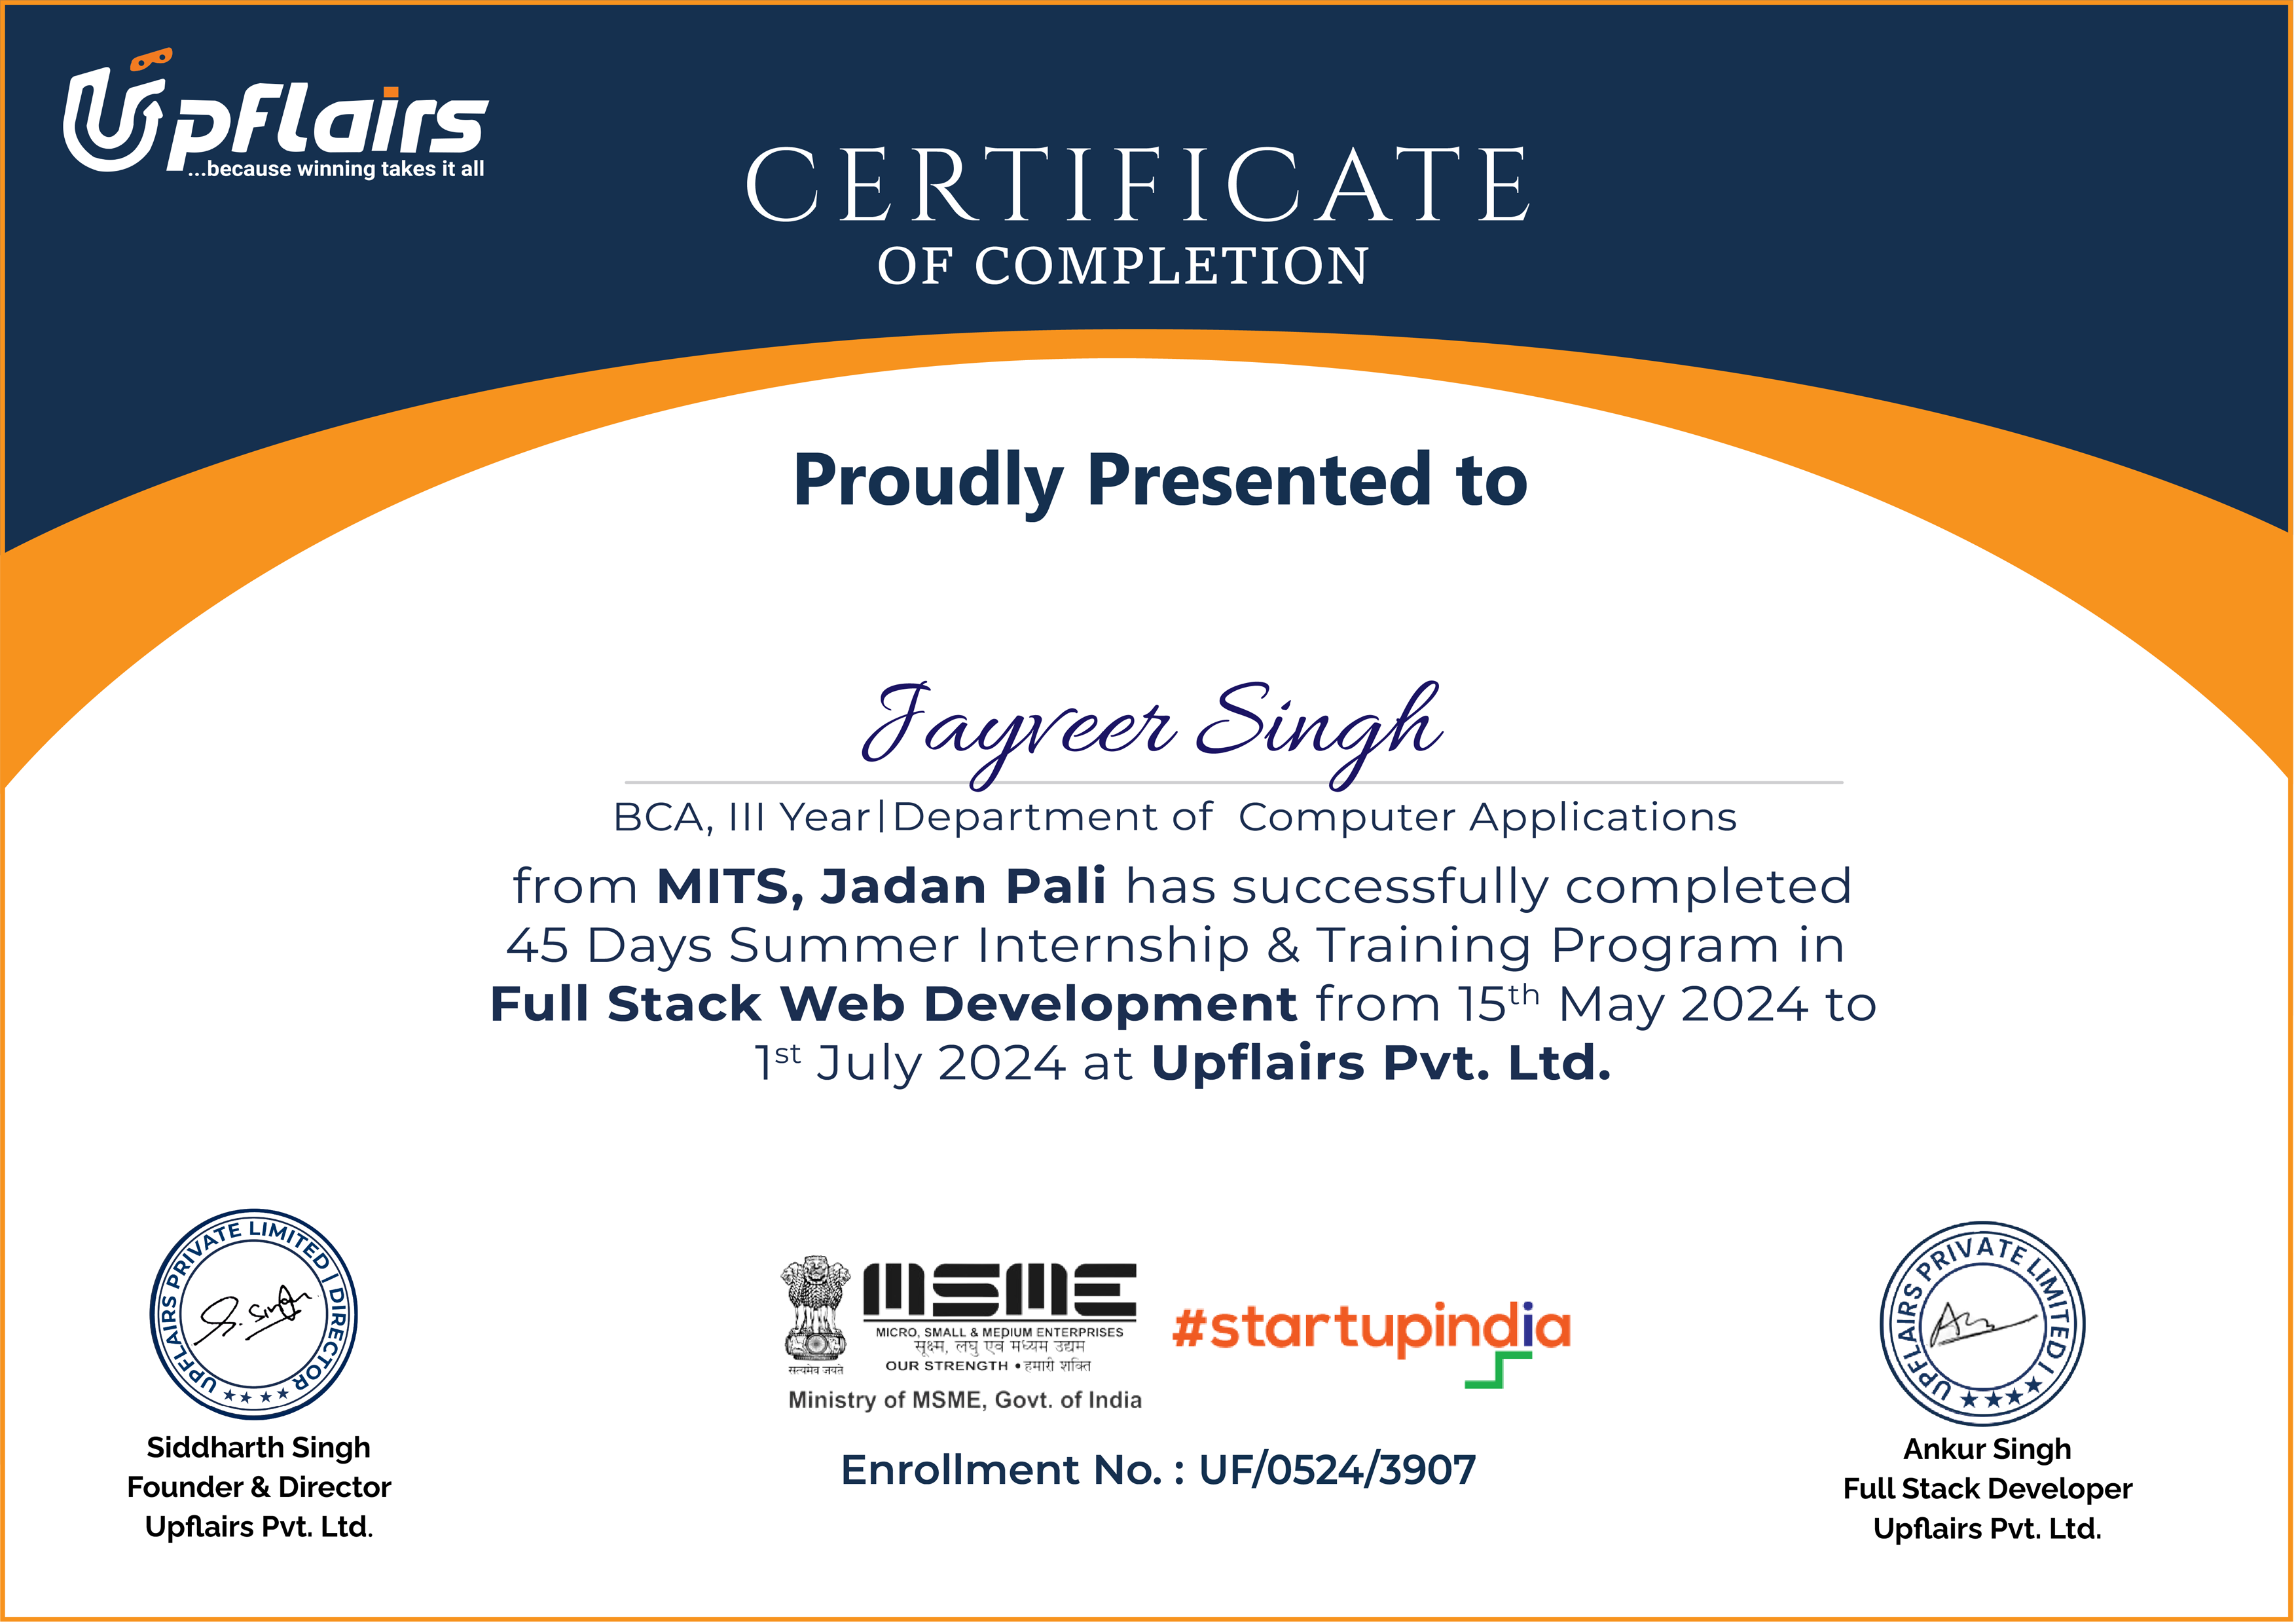 Upflairs
...because winning takes it all
CERTIFICATE
OF COMPLETION
Proudly Presented to
Jayveer Singh
BCA, III Year|Department of Computer Applications
from MITS, Jadan Pali has successfully completed
45 Days Summer Internship & Training Program in
Full Stack Web Development from 15th May 2024 to
1st July 2024 at Upflairs Pvt. Ltd.
UPFLAIRS PRIVATE LIMITED | DIRECTOR
S. Singh
Siddharth Singh
Founder & Director
Upflairs Pvt. Ltd.
सत्यमेव जयते
MSME
MICRO, SMALL & MEDIUM ENTERPRISES
सूक्ष्म, लघु एवं मध्यम उद्यम
OUR STRENGTH • हमारी शक्ति
Ministry of MSME, Govt. of India
#startupindia
Enrollment No. : UF/0524/3907
UPFLAIRS PRIVATE LIMITED |
Ankur Singh
Full Stack Developer
Upflairs Pvt. Ltd.